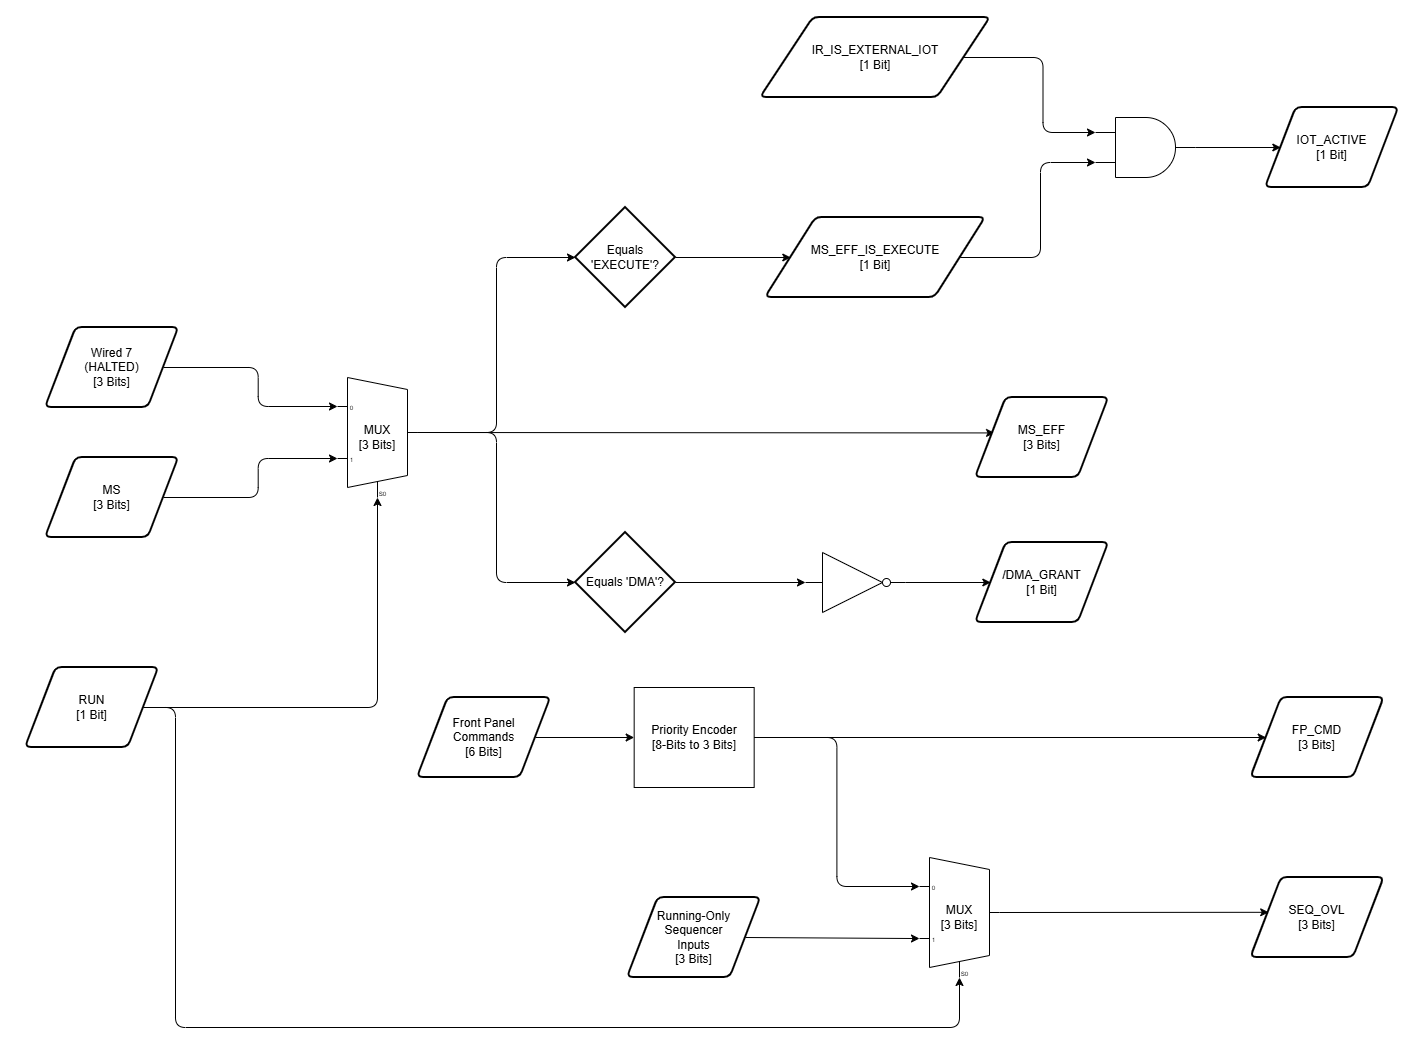 IR_IS_EXTERNAL_IOT
[1 Bit]
IOT_ACTIVE
[1 Bit]
Equals
'EXECUTE'?
MS_EFF_IS_EXECUTE
[1 Bit]
Wired 7
(HALTED)
[3 Bits]
0
MUX
[3 Bits]
1
S0
MS_EFF
[3 Bits]
MS
[3 Bits]
Equals 'DMA'?
/DMA_GRANT
[1 Bit]
RUN
[1 Bit]
Front Panel
Commands
[6 Bits]
Priority Encoder
[8-Bits to 3 Bits]
FP_CMD
[3 Bits]
Running-Only
Sequencer
Inputs
[3 Bits]
0
MUX
[3 Bits]
1
S0
SEQ_OVL
[3 Bits]